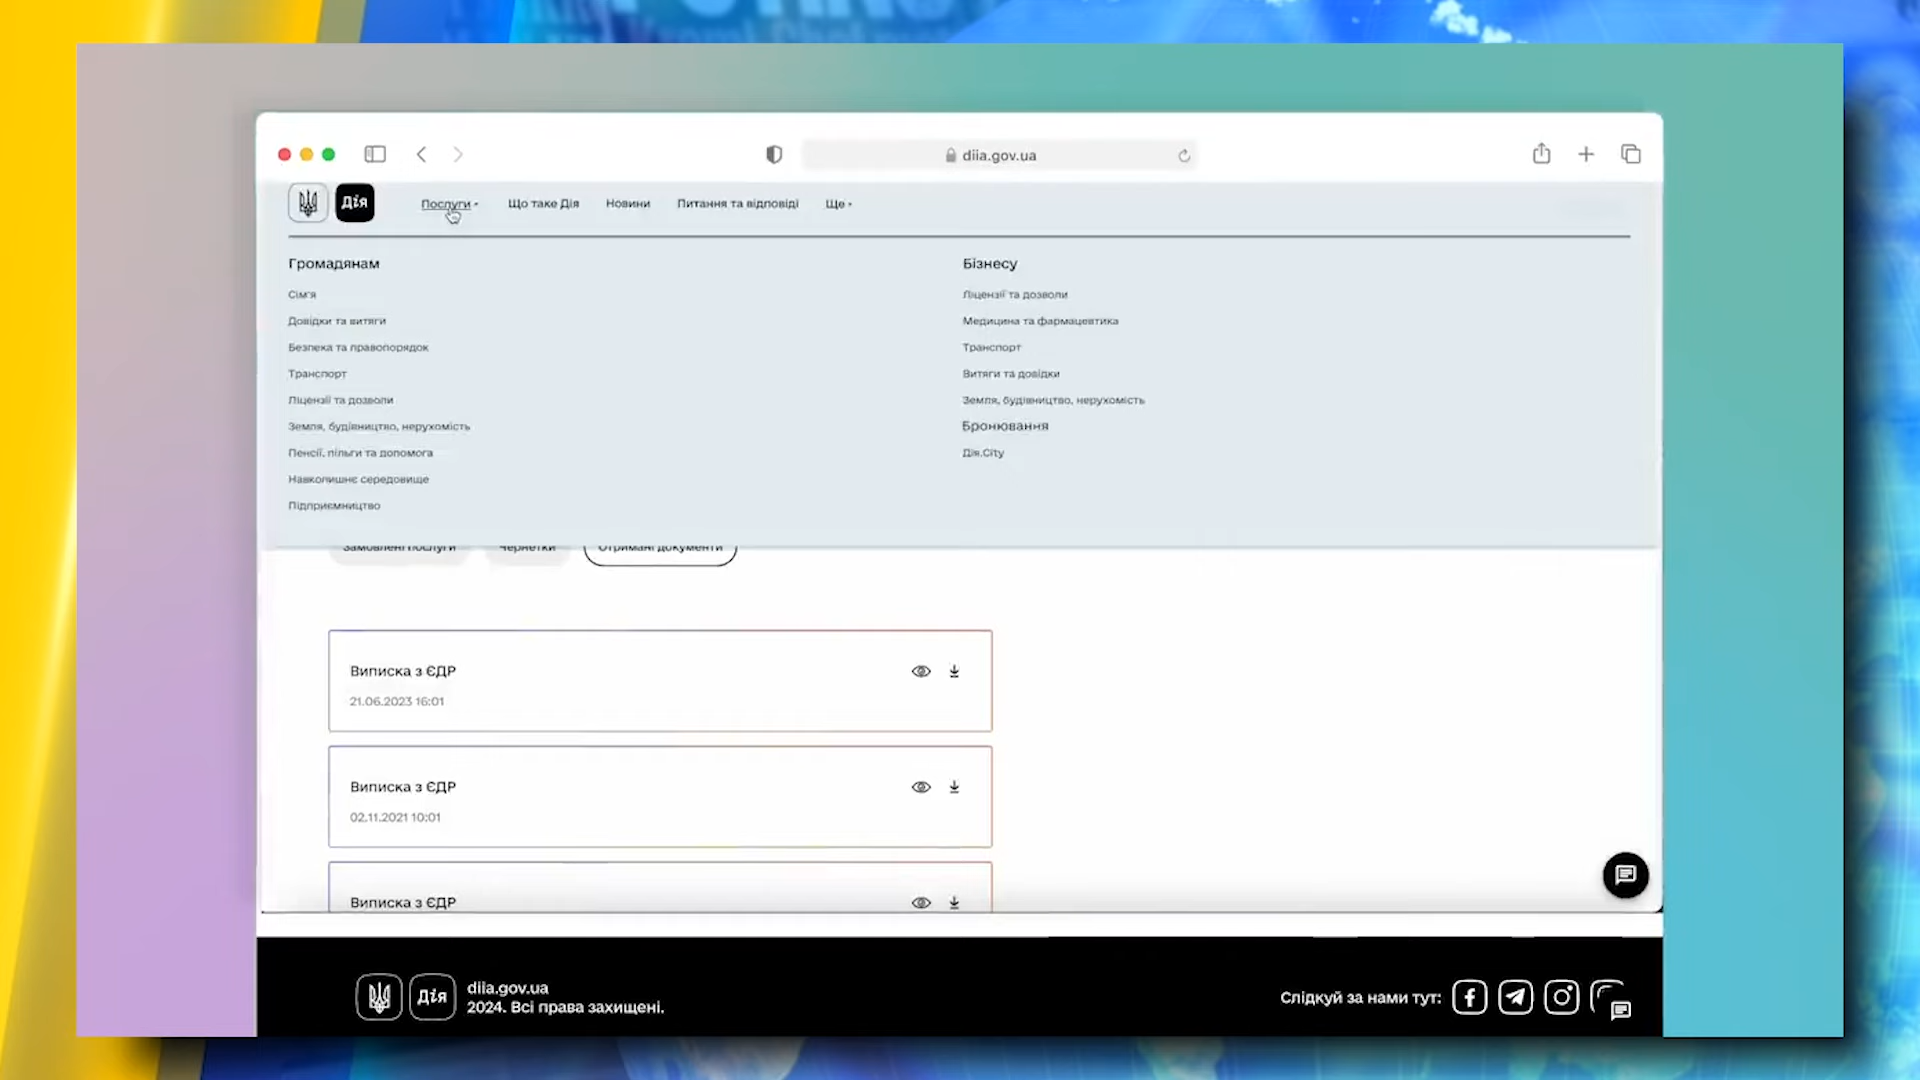 diia.gov.ua
Дія
Послуги
Що таке Дія
Новини
Питання та відповіді
Ще
Громадянам
Сім'я
Довідки та витяги
Безпека та правопорядок
Транспорт
Ліцензії та дозволи
Земля, будівництво, нерухомість
Пенсії, пільги та допомога
Навколишнє середовище
Підприємництво
Бізнесу
Ліцензії та дозволи
Медицина та фармацевтика
Транспорт
Витяги та довідки
Земля, будівництво, нерухомість
Бронювання
Дія.City
Замовлені послуги
Чернетки
Отримані документи
Виписка з ЄДР
21.06.2023 16:01
Виписка з ЄДР
02.11.2021 10:01
Виписка з ЄДР
Дія
diia.gov.ua
2024. Всі права захищені.
Слідкуй за нами тут: